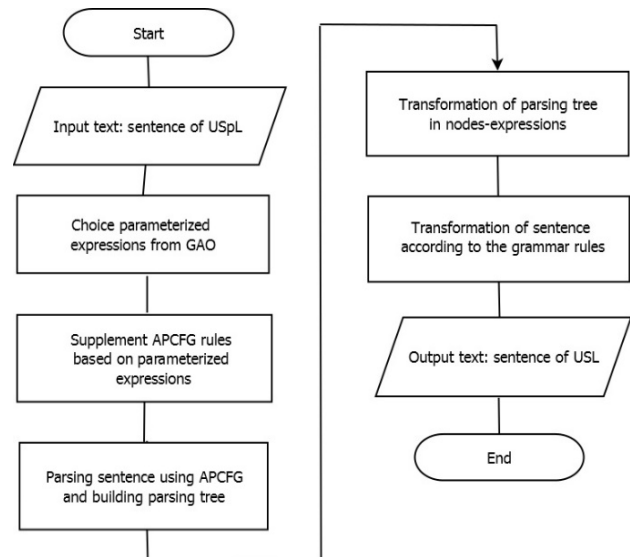 Start
Input text: sentence of USpL
Choice parameterized
expressions from GAO
Supplement APCFG rules
based on parameterized
expressions
Parsing sentence using APCFG
and building parsing tree
Transformation of parsing tree
in nodes-expressions
Transformation of sentence
according to the grammar rules
Output text: sentence of USL
End